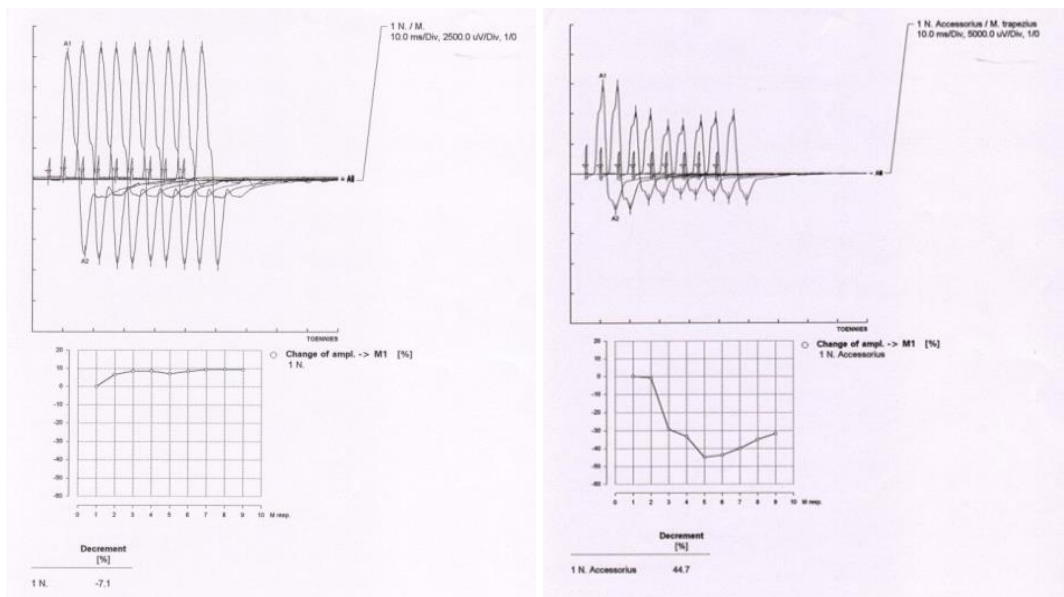 1 N. / M.
10.0 ms/Div, 2500.0 uV/Div, 1/0
A1
A2
TOENNIES
Change of ampl. -> M1 [%]
1 N.
20
10
0
-10
-20
-30
-40
-50
-60
0 1 2 3 4 5 6 7 8 9 10 M resp.
Decrement
[%]
1 N. -7.1
1 N. Accessorius / M. trapezius
10.0 ms/Div, 5000.0 uV/Div, 1/0
A1
A2
TOENNIES
Change of ampl. -> M1 [%]
1 N. Accessorius
20
10
0
-10
-20
-30
-40
-50
-60
0 1 2 3 4 5 6 7 8 9 10 M resp.
Decrement
[%]
1 N. Accessorius 44.7